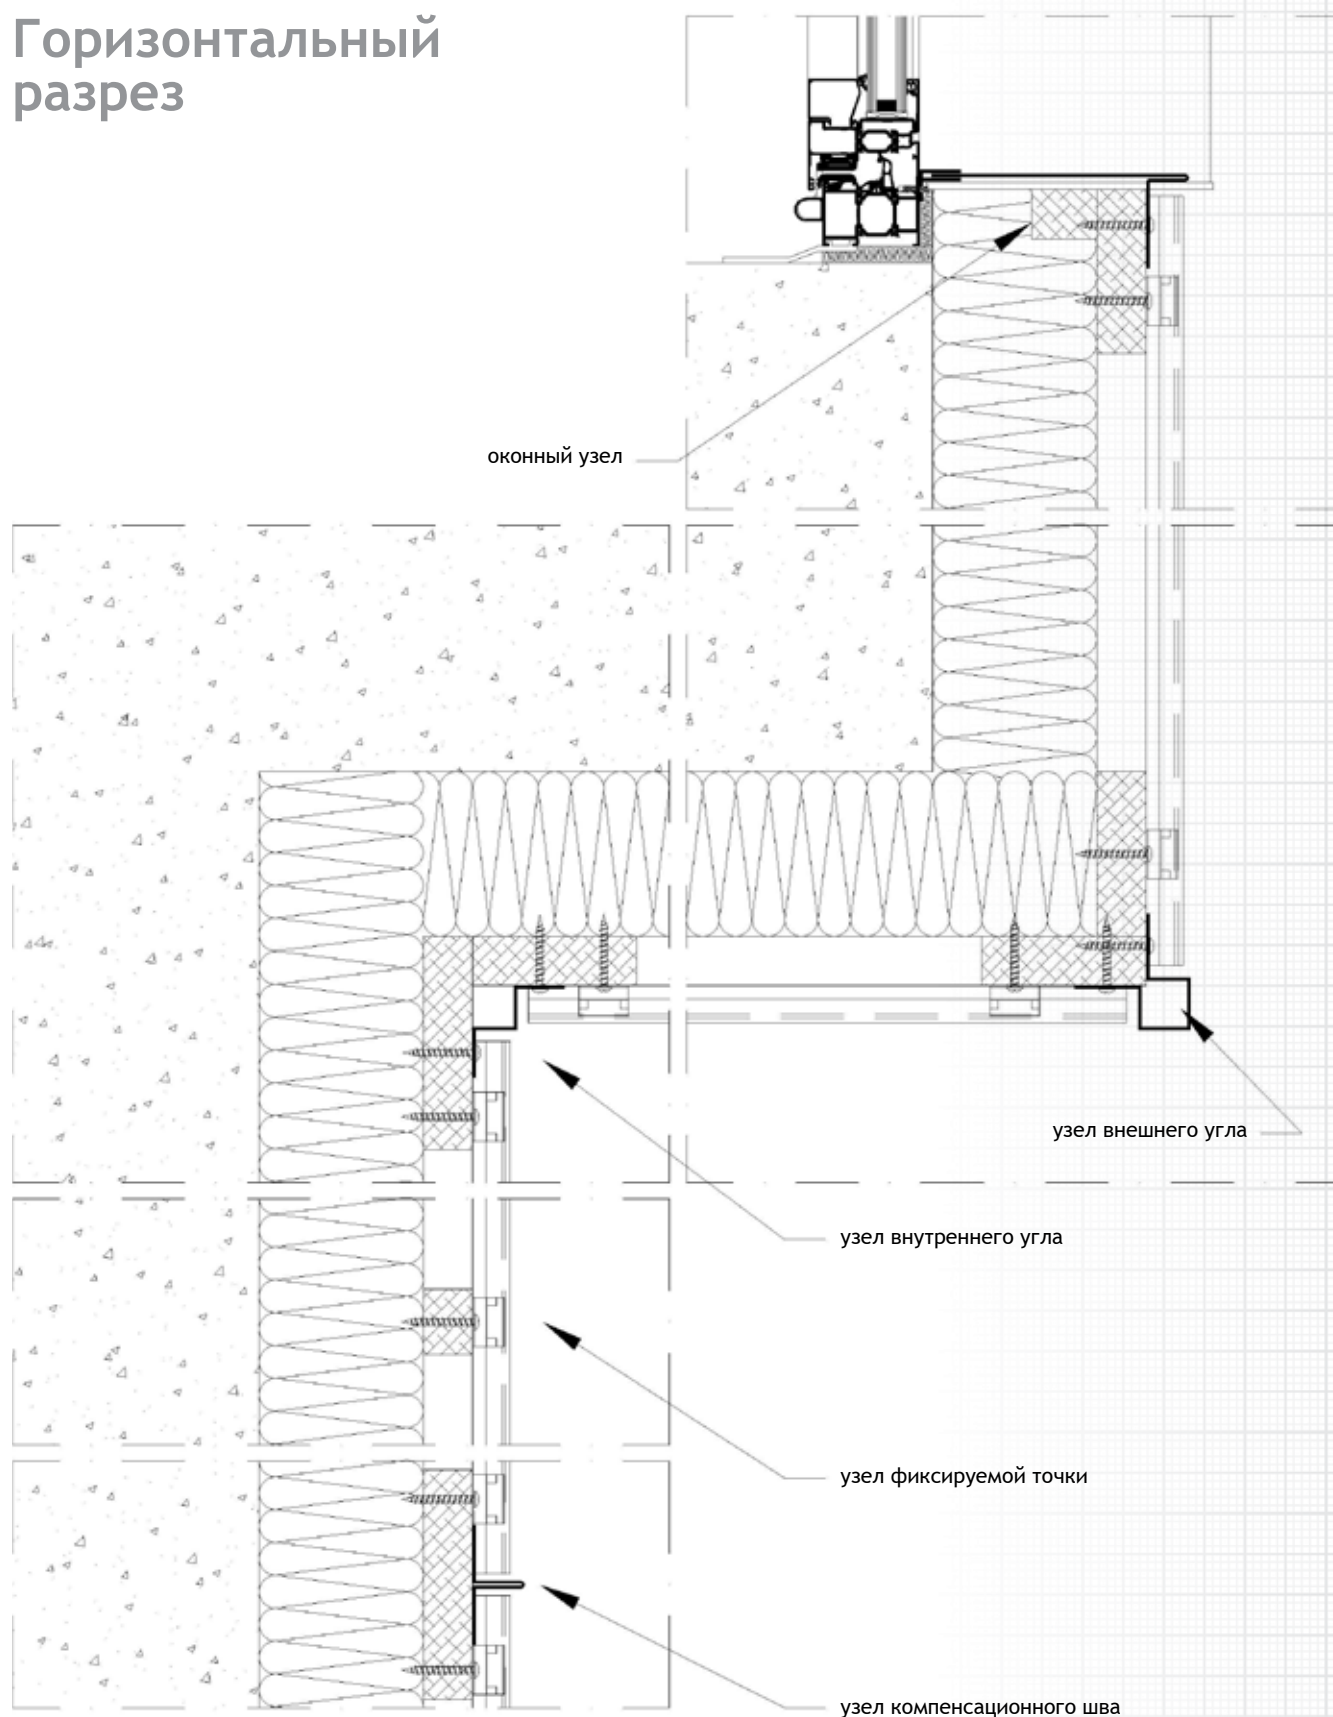 Горизонтальный
разрез
оконный узел
узел внешнего угла
узел внутреннего угла
узел фиксируемой точки
узел компенсационного шва